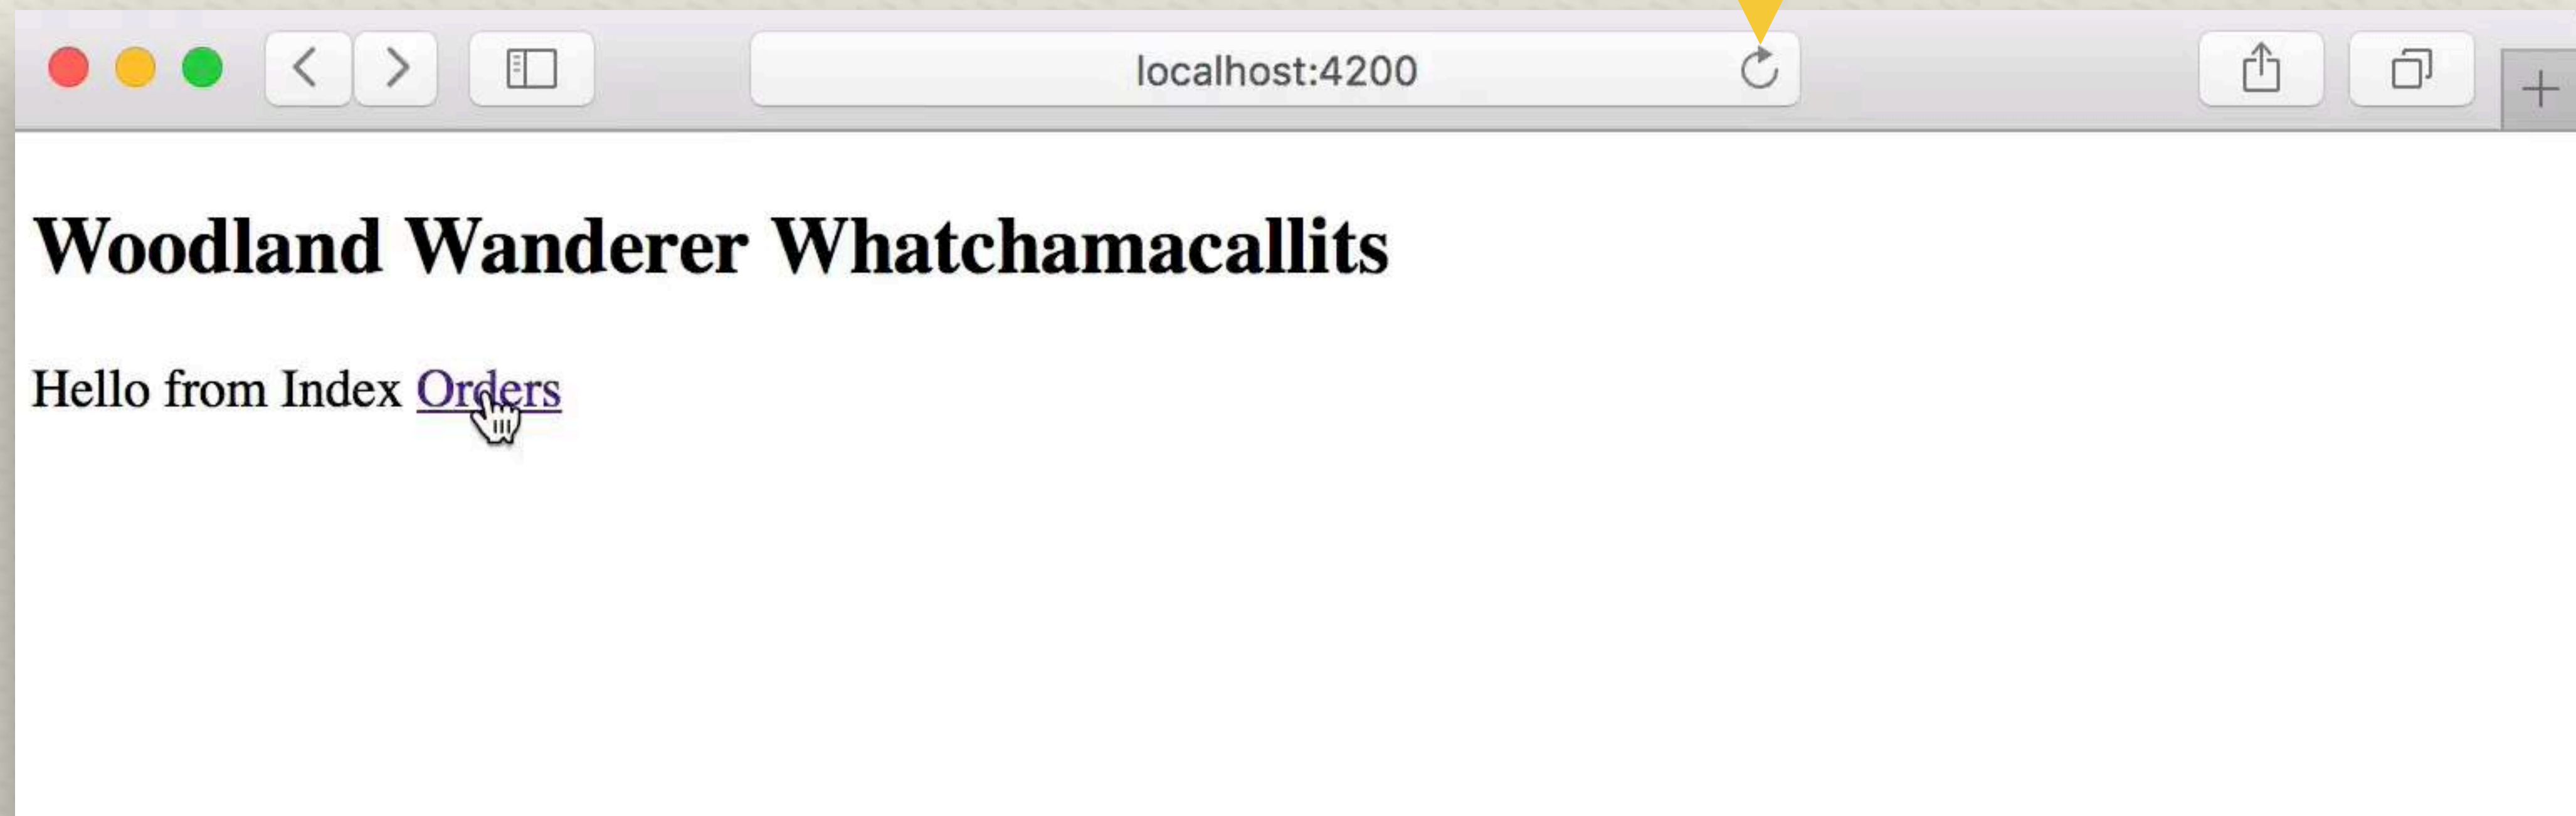 localhost:4200
Woodland Wanderer Whatchamacallits
Hello from Index Orders